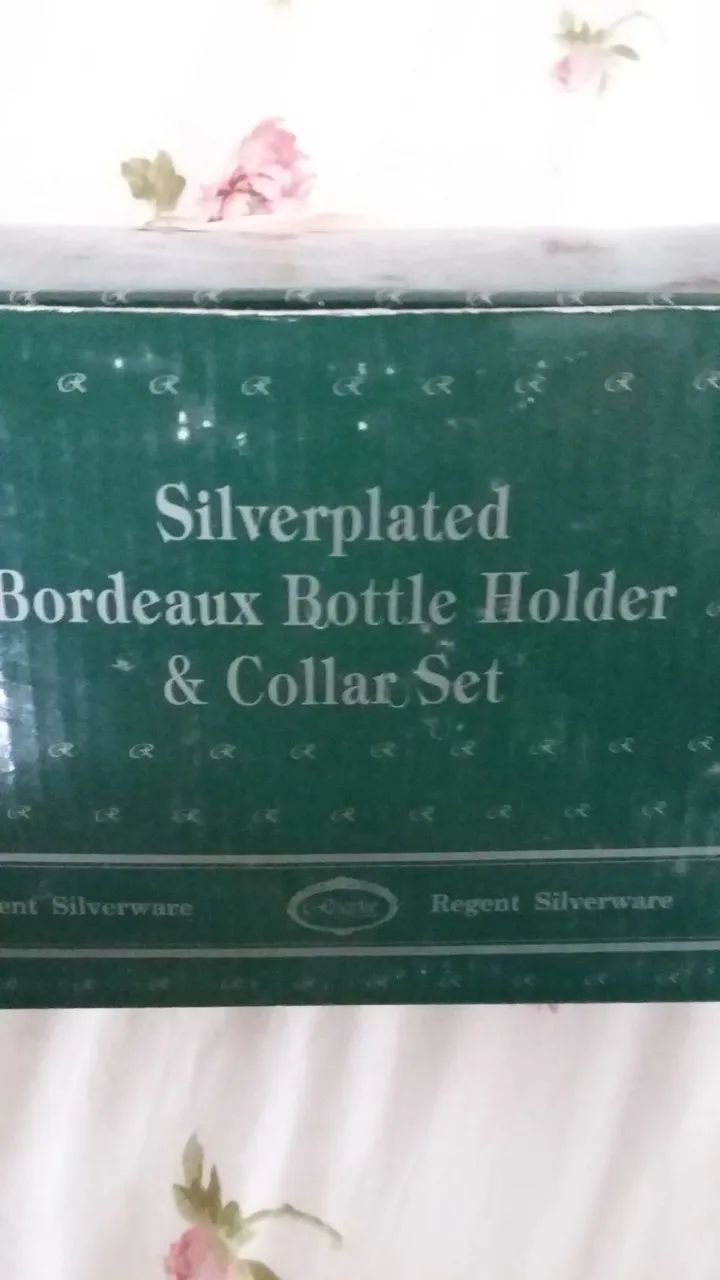 Silverplated
Bordeaux Bottle Holder
& Collar Set
ent Silverware Regent Silverware